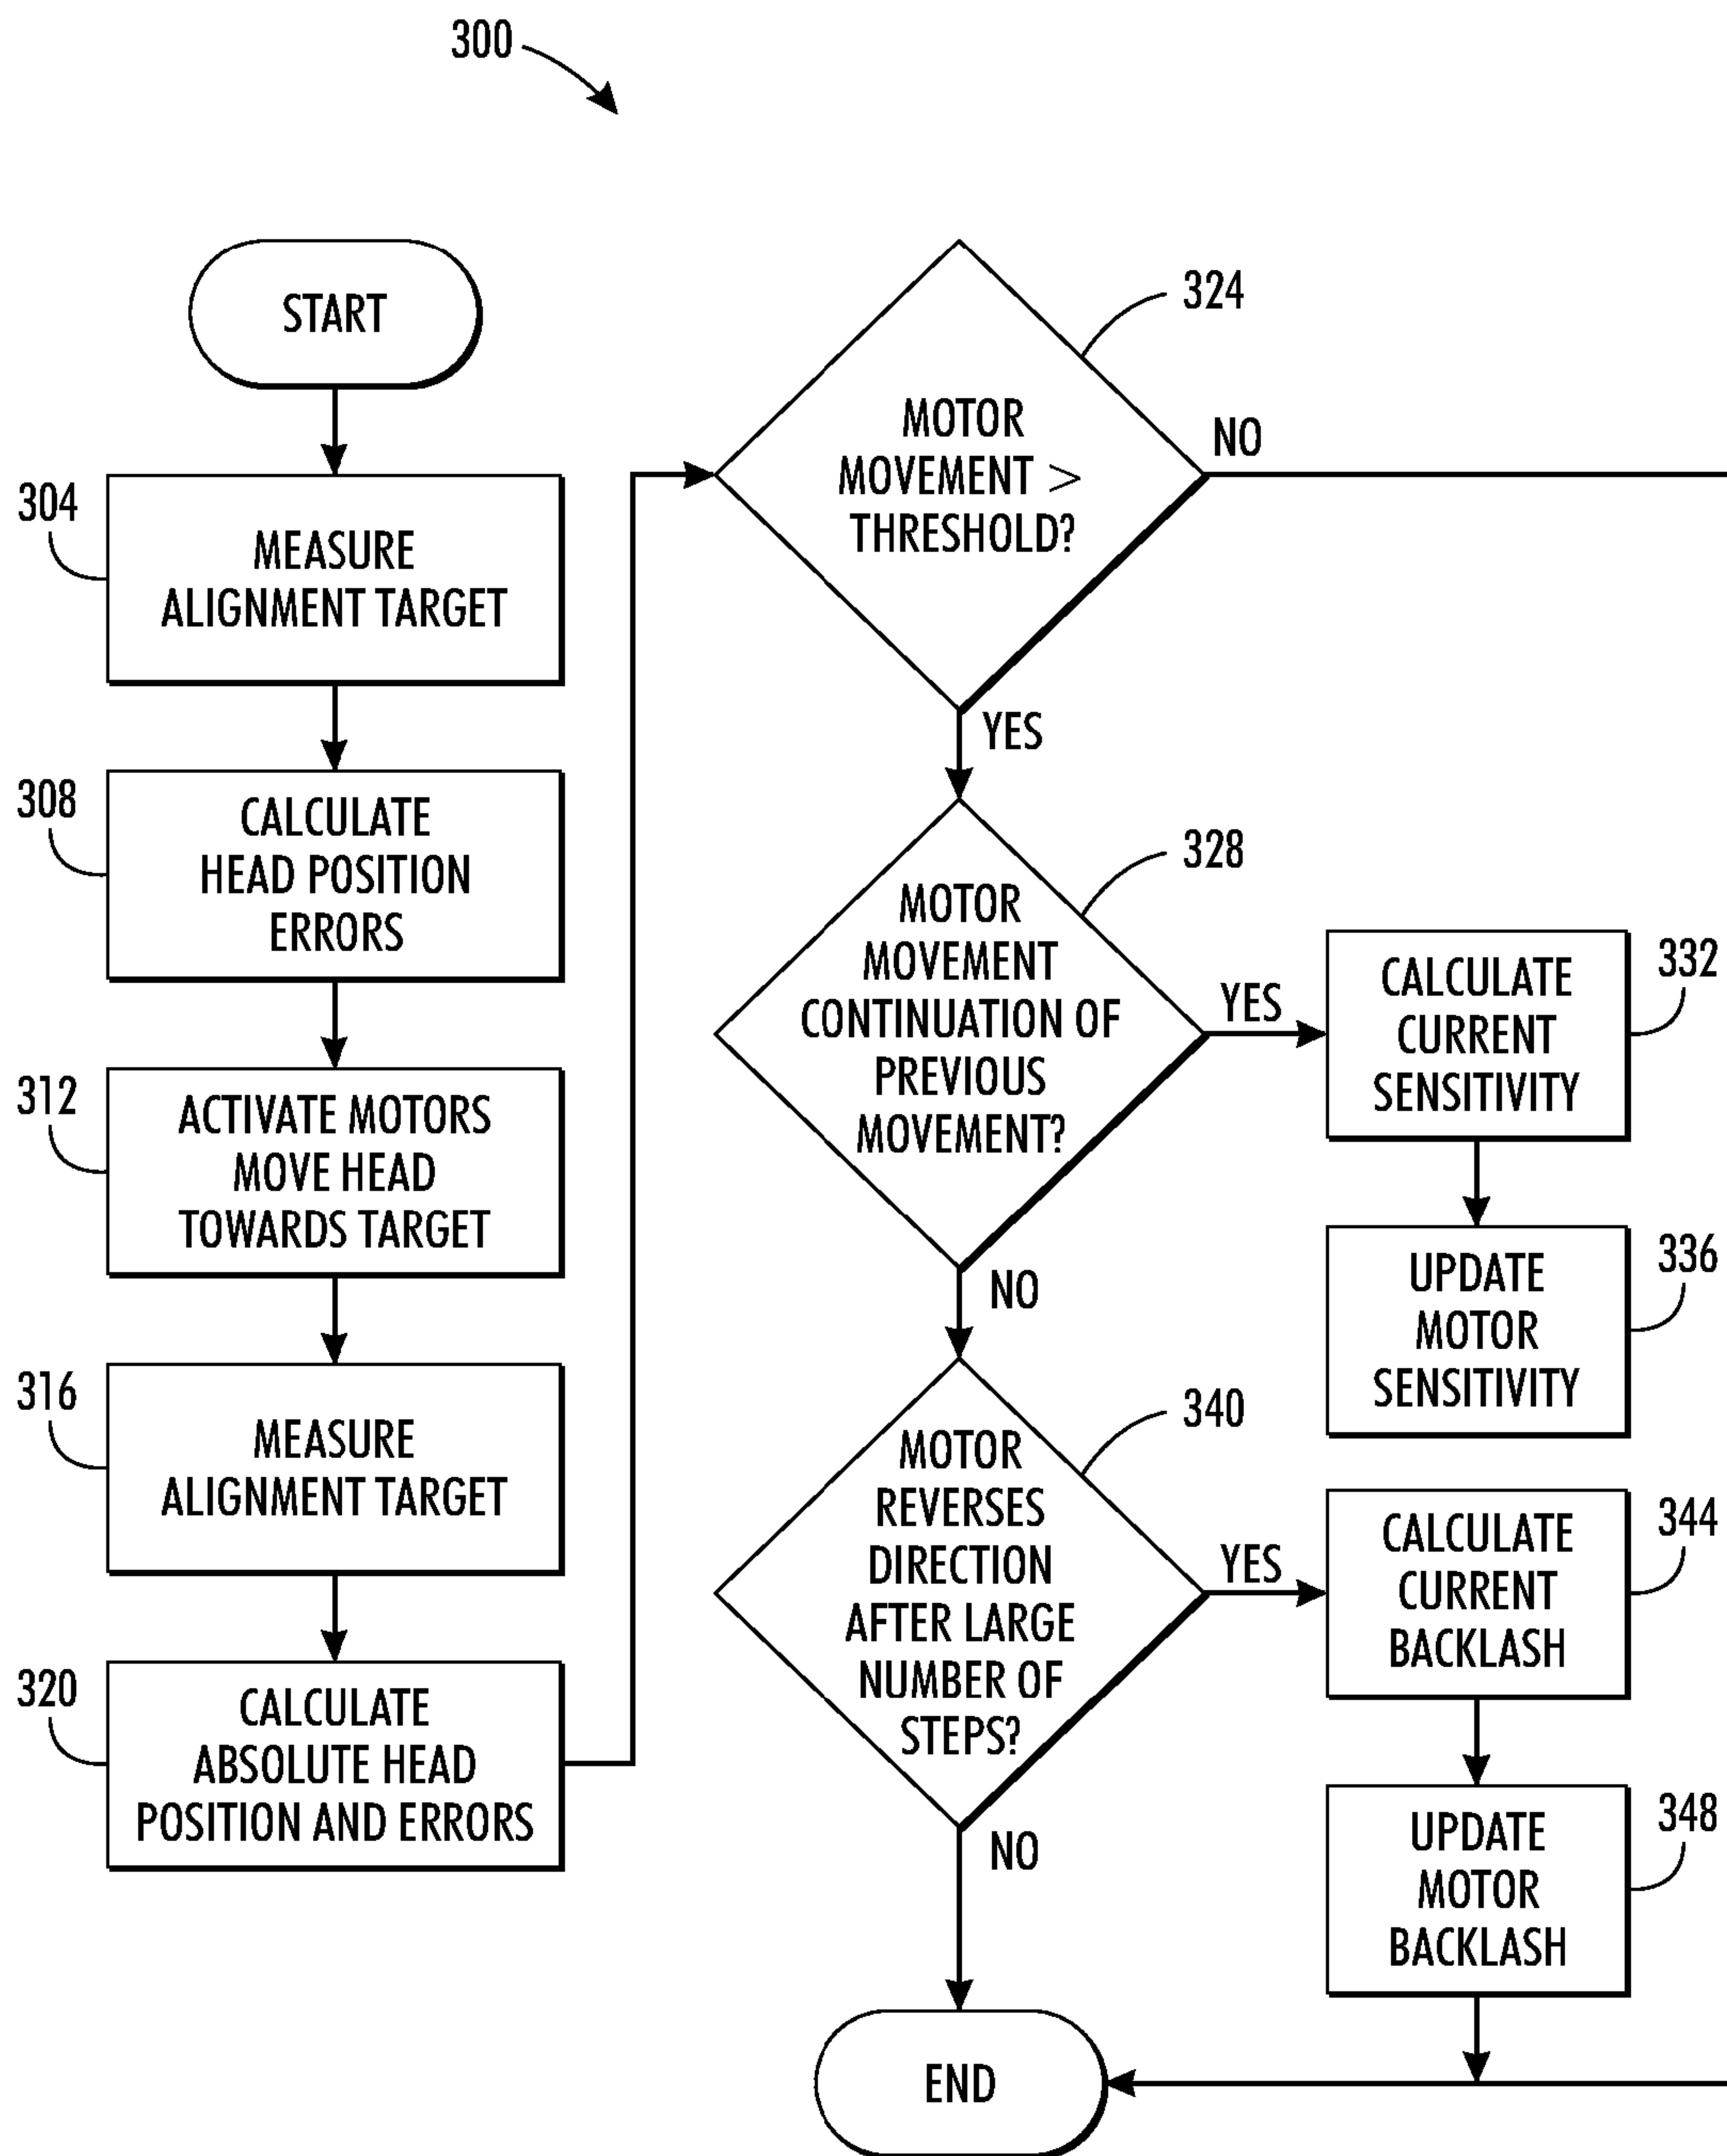 300
START
304
MEASURE
ALIGNMENT TARGET
308
CALCULATE
HEAD POSITION
ERRORS
312
ACTIVATE MOTORS
MOVE HEAD
TOWARDS TARGET
316
MEASURE
ALIGNMENT TARGET
320
CALCULATE
ABSOLUTE HEAD
POSITION AND ERRORS
324
MOTOR
MOVEMENT >
THRESHOLD?
NO
YES
328
MOTOR
MOVEMENT
CONTINUATION OF
PREVIOUS
MOVEMENT?
YES
NO
332
CALCULATE
CURRENT
SENSITIVITY
336
UPDATE
MOTOR
SENSITIVITY
340
MOTOR
REVERSES
DIRECTION
AFTER LARGE
NUMBER OF
STEPS?
YES
NO
344
CALCULATE
CURRENT
BACKLASH
348
UPDATE
MOTOR
BACKLASH
END